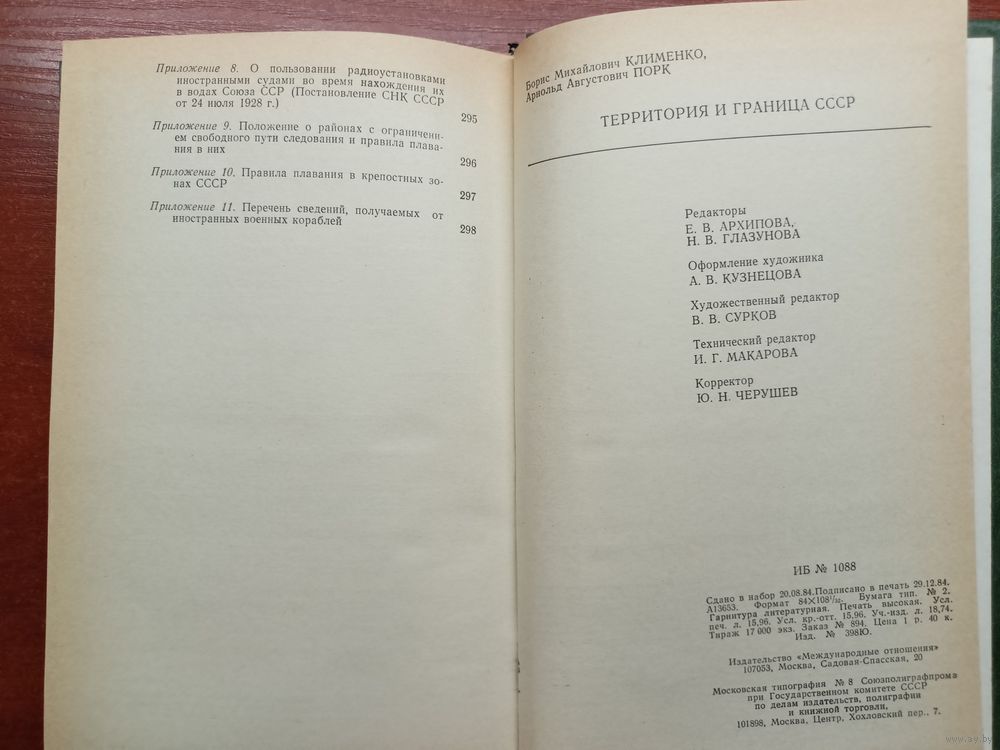 Приложение 8. О пользовании радиоустановками
иностранными судами во время нахождения их
в водах Союза ССР (Постановление СНК СССР
от 24 июля 1928 г.)
295
Приложение 9. Положение о районах с ограничени-
ем свободного пути следования и правила плава-
ния в них
296
Приложение 10. Правила плавания в крепостных зо-
нах СССР
297
Приложение 11. Перечень сведений, получаемых от
иностранных военных кораблей
298
Борис Михайлович КЛИМЕНКО,
Арнольд Августович ПОРК
ТЕРРИТОРИЯ И ГРАНИЦА СССР
Редакторы
Е. В. АРХИПОВА,
Н. В. ГЛАЗУНОВА
Оформление художника
А. В. КУЗНЕЦОВА
Художественный редактор
В. В. СУРКОВ
Технический редактор
И. Г. МАКАРОВА
Корректор
Ю. Н. ЧЕРУШЕВ
ИБ № 1088
Сдано в набор 20.08.84. Подписано в печать 29.12.84.
А13653. Формат 84×108¹/₃₂. Бумага тип. № 2.
Гарнитура литературная. Печать высокая. Усл.
печ. л. 15,96. Усл. кр.-отт. 15,96. Уч.-изд. л. 18,74.
Тираж 17 000 экз. Заказ № 894. Цена 1 р. 40 к.
Изд. № 398Ю.
Издательство «Международные отношения»
107053, Москва, Садовая-Спасская, 20
Московская типография № 8 Союзполиграфпрома
при Государственном комитете СССР
по делам издательств, полиграфии
и книжной торговли,
101898, Москва, Центр, Хохловский пер., 7.
www.ay.by